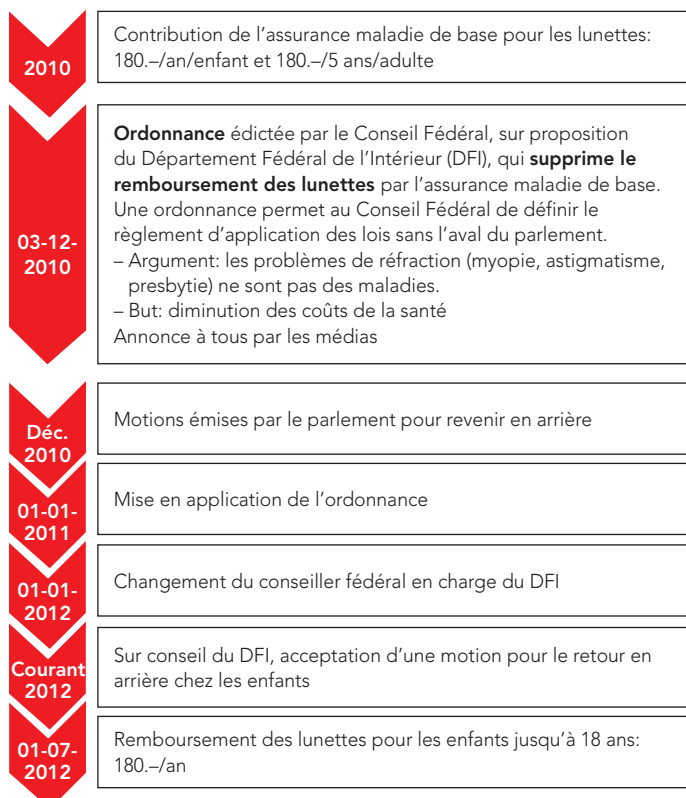 2010
Contribution de l’assurance maladie de base pour les lunettes:
180.–/an/enfant et 180.–/5 ans/adulte
03-12-
2010
Ordonnance édictée par le Conseil Fédéral, sur proposition
du Département Fédéral de l’Intérieur (DFI), qui supprime le
remboursement des lunettes par l’assurance maladie de base.
Une ordonnance permet au Conseil Fédéral de définir le
règlement d’application des lois sans l’aval du parlement.
– Argument: les problèmes de réfraction (myopie, astigmatisme,
presbytie) ne sont pas des maladies.
– But: diminution des coûts de la santé
Annonce à tous par les médias
Déc.
2010
Motions émises par le parlement pour revenir en arrière
01-01-
2011
Mise en application de l’ordonnance
01-01-
2012
Changement du conseiller fédéral en charge du DFI
Courant
2012
Sur conseil du DFI, acceptation d’une motion pour le retour en
arrière chez les enfants
01-07-
2012
Remboursement des lunettes pour les enfants jusqu’à 18 ans:
180.–/an